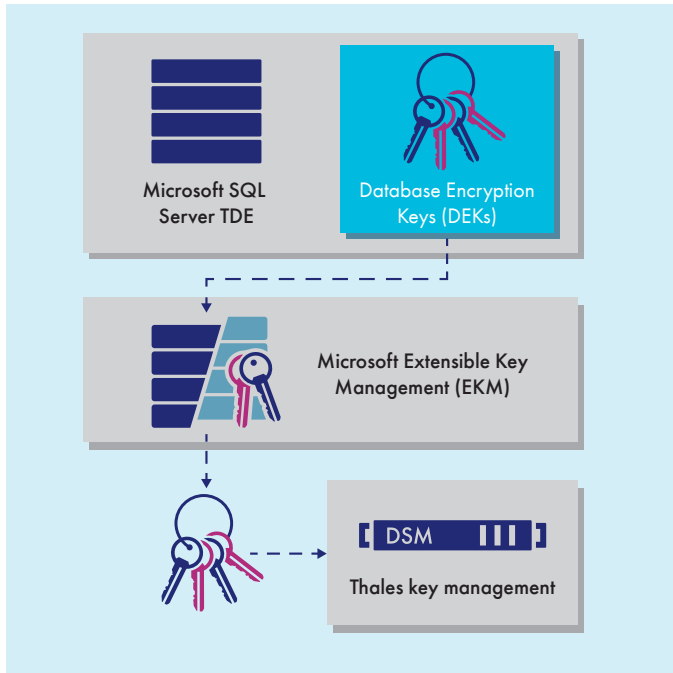 Microsoft SQL
Server TDE
Database Encryption
Keys (DEKs)
Microsoft Extensible Key
Management (EKM)
DSM
Thales key management